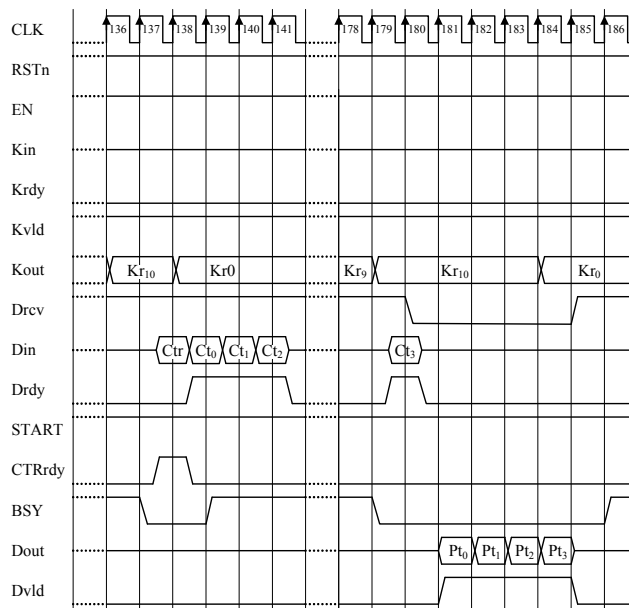 CLK 136 137 138 139 140 141 178 179 180 181 182 183 184 185 186
RSTn
EN
Kin
Krdy
Kvld
Kout Kr10 Kr0 Kr9 Kr10 Kr0
Drcv
Din Ctr Ct0 Ct1 Ct2 Ct3
Drdy
START
CTRrdy
BSY
Dout Pt0 Pt1 Pt2 Pt3
Dvld